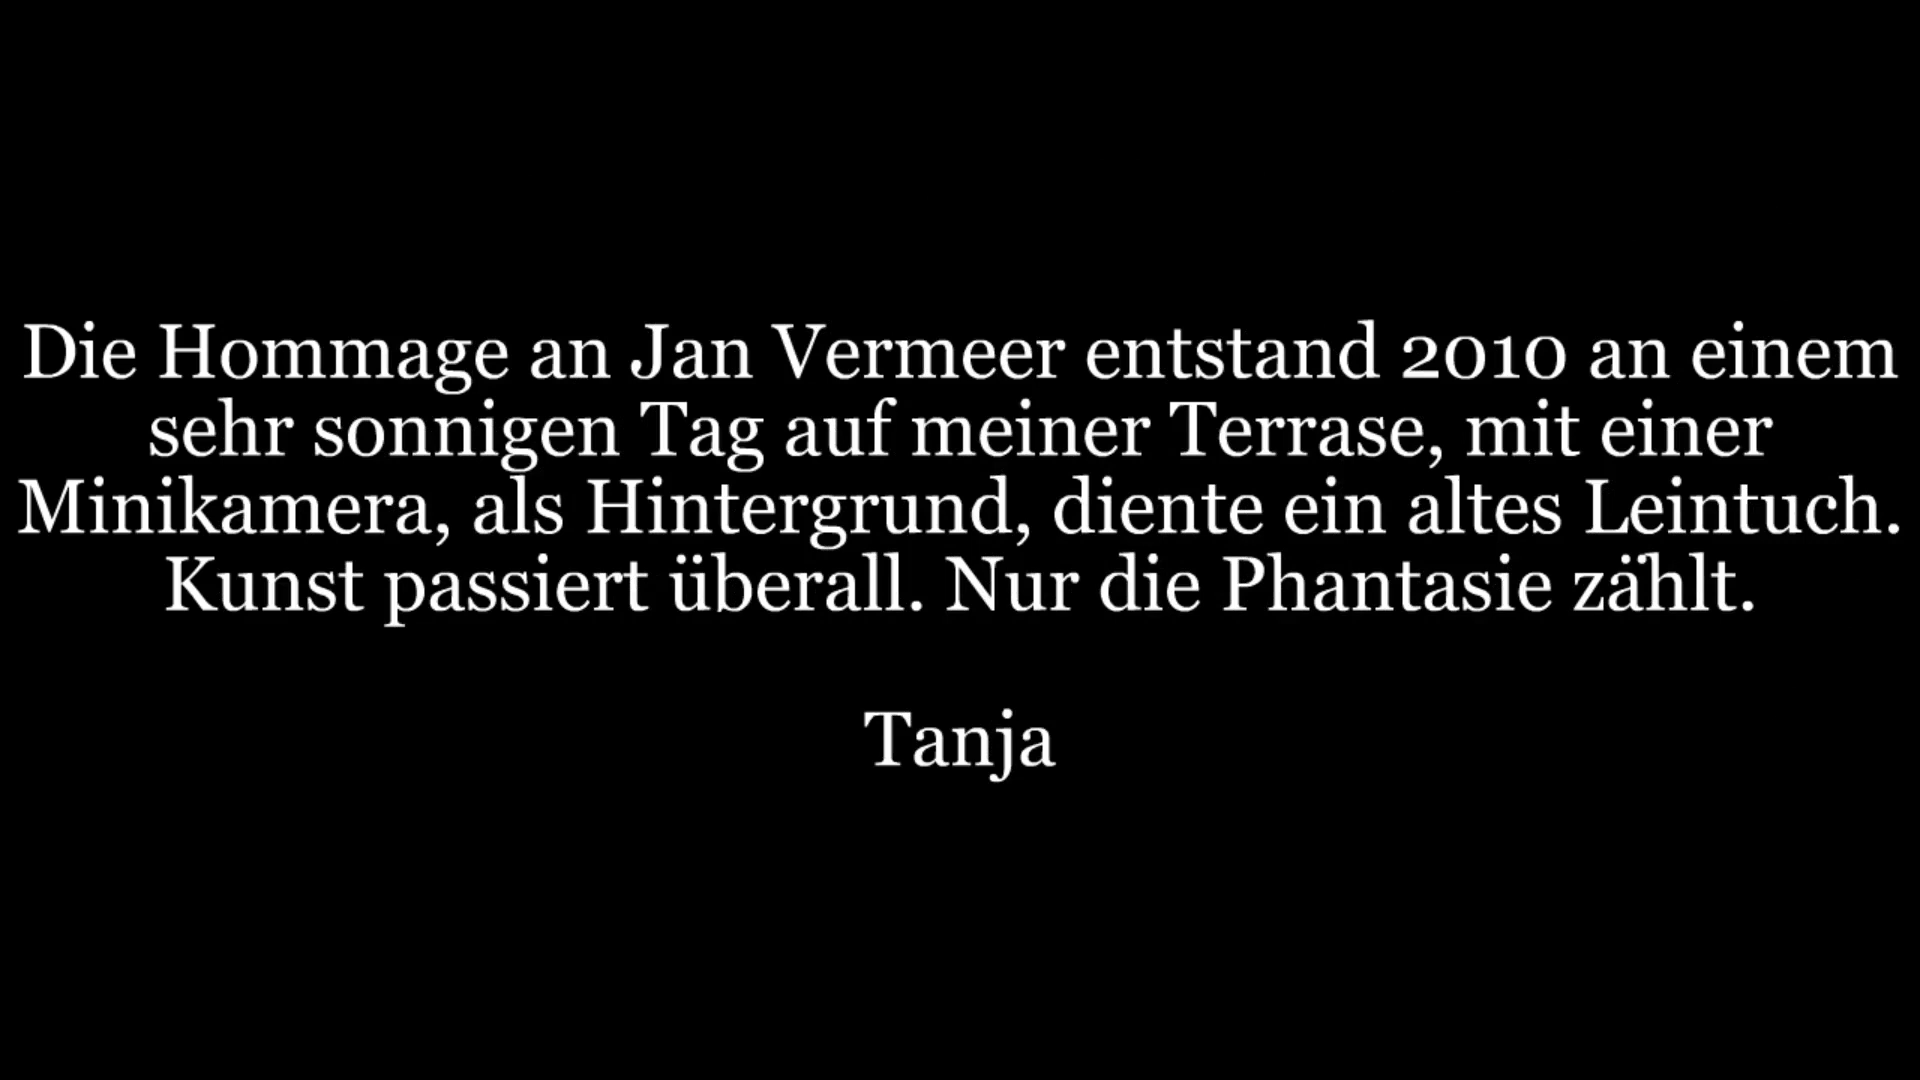 Die Hommage an Jan Vermeer entstand 2010 an einem
sehr sonnigen Tag auf meiner Terrase, mit einer
Minikamera, als Hintergrund, diente ein altes Leintuch.
Kunst passiert überall. Nur die Phantasie zählt.
Tanja